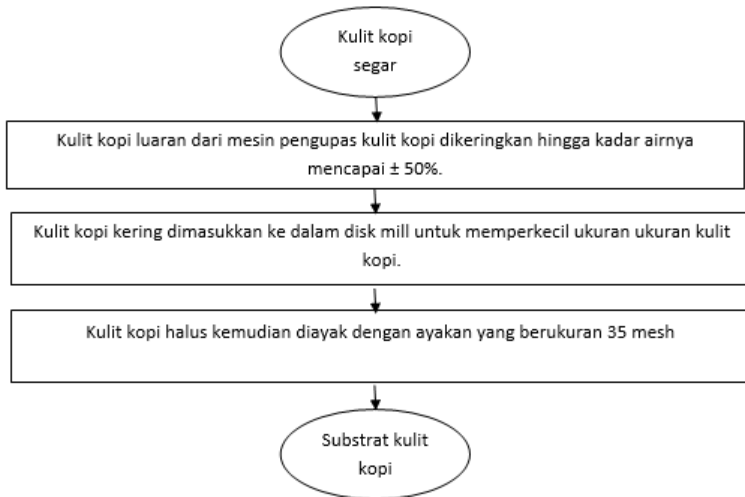 Kulit kopi
segar
Kulit kopi luaran dari mesin pengupas kulit kopi dikeringkan hingga kadar airnya
mencapai ± 50%.
Kulit kopi kering dimasukkan ke dalam disk mill untuk memperkecil ukuran ukuran kulit
kopi.
Kulit kopi halus kemudian diayak dengan ayakan yang berukuran 35 mesh
Substrat kulit
kopi